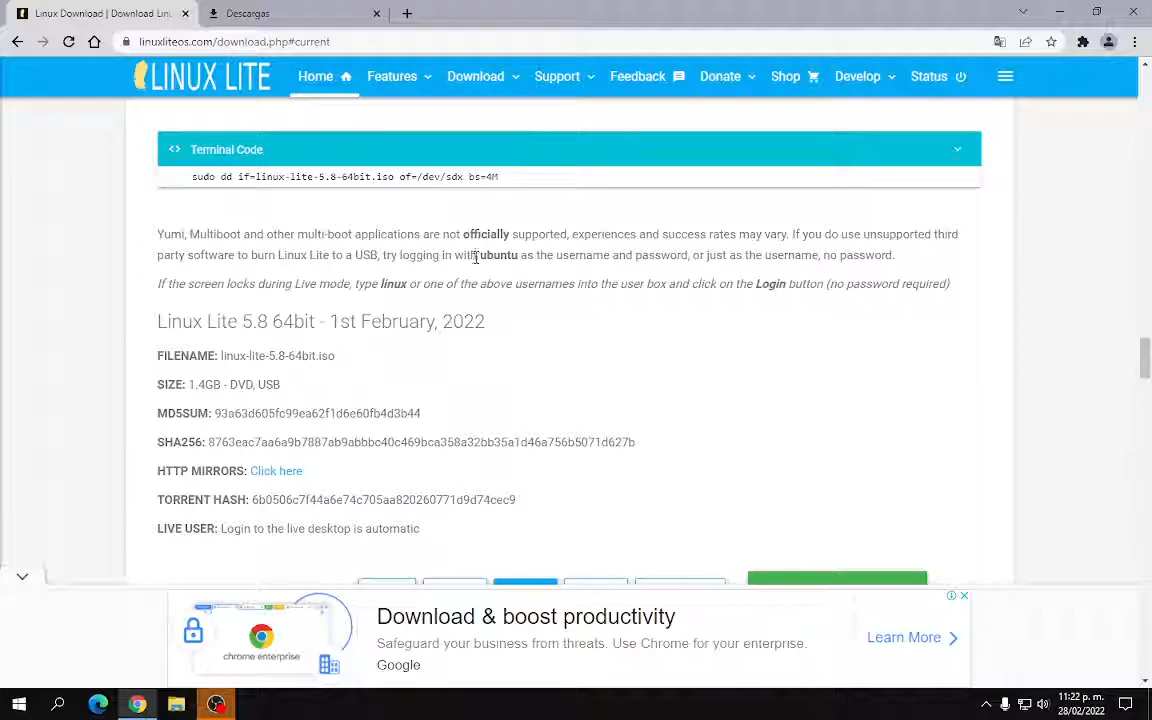 Linux Download | Download Lin
Descargas
linuxliteos.com/download.php#current
LINUX LITE
Home
Features
Download
Support
Feedback
Donate
Shop
Develop
Status
<> Terminal Code
sudo dd if=linux-lite-5.8-64bit.iso of=/dev/sdx bs=4M
Yumi, Multiboot and other multi-boot applications are not officially supported, experiences and success rates may vary. If you do use unsupported third
party software to burn Linux Lite to a USB, try logging in with ubuntu as the username and password, or just as the username, no password.
If the screen locks during Live mode, type linux or one of the above usernames into the user box and click on the Login button (no password required)
Linux Lite 5.8 64bit - 1st February, 2022
FILENAME: linux-lite-5.8-64bit.iso
SIZE: 1.4GB - DVD, USB
MD5SUM: 93a63d605fc99ea62f1d6e60fb4d3b44
SHA256: 8763eac7aa6a9b7887ab9abbbc40c469bca358a32bb35a1d46a756b5071d627b
HTTP MIRRORS: Click here
TORRENT HASH: 6b0506c7f44a6e74c705aa820260771d9d74cec9
LIVE USER: Login to the live desktop is automatic
chrome enterprise
Download & boost productivity
Safeguard your business from threats. Use Chrome for your enterprise.
Google
Learn More
11:22 p. m.
28/02/2022